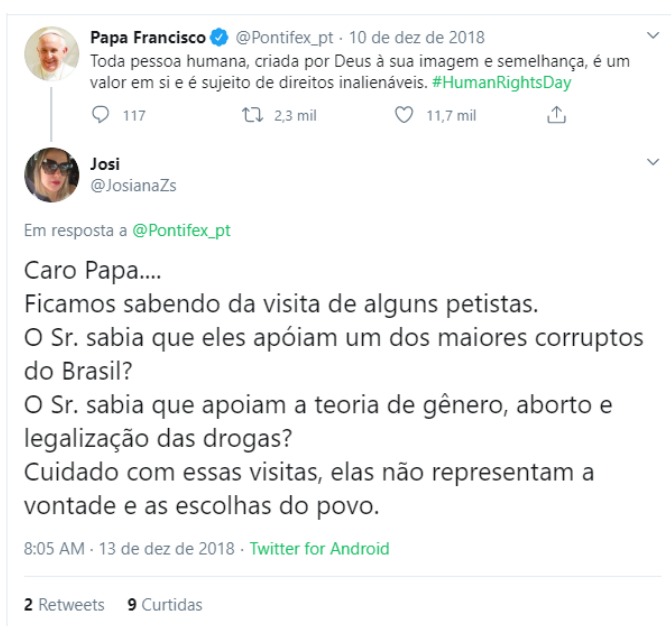 Papa Francisco @Pontifex_pt · 10 de dez de 2018
Toda pessoa humana, criada por Deus à sua imagem e semelhança, é um
valor em si e é sujeito de direitos inalienáveis. #HumanRightsDay
117 2,3 mil 11,7 mil
Josi
@JosianaZs
Em resposta a @Pontifex_pt
Caro Papa....
Ficamos sabendo da visita de alguns petistas.
O Sr. sabia que eles apóiam um dos maiores corruptos
do Brasil?
O Sr. sabia que apoiam a teoria de gênero, aborto e
legalização das drogas?
Cuidado com essas visitas, elas não representam a
vontade e as escolhas do povo.
8:05 AM · 13 de dez de 2018 · Twitter for Android
2 Retweets 9 Curtidas